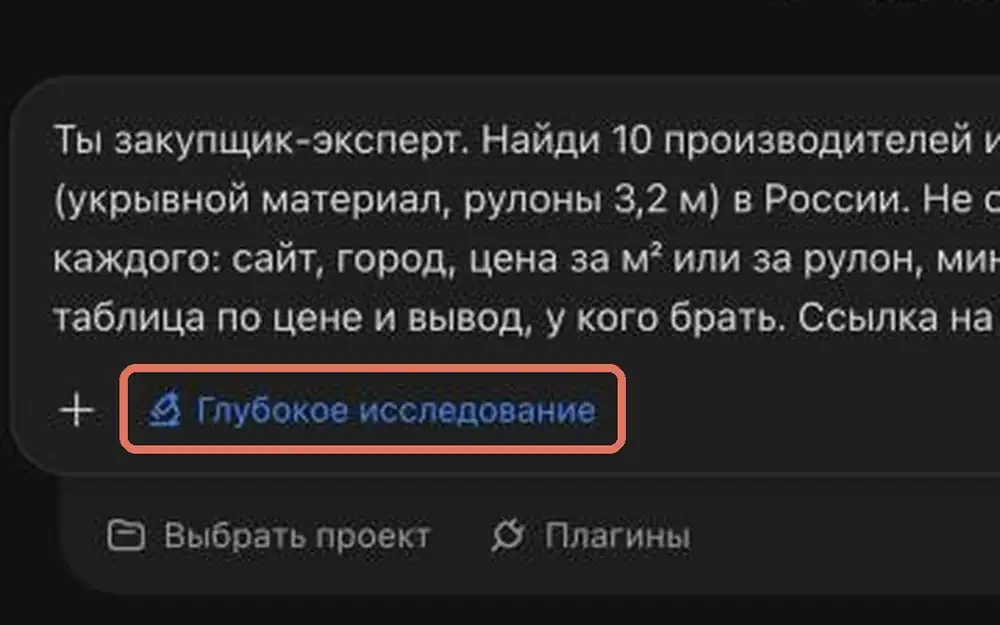 Ты закупщик-эксперт. Найди 10 производителей и
(укрывной материал, рулоны 3,2 м) в России. Не
каждого: сайт, город, цена за м² или за рулон,
таблица по цене и вывод, у кого брать. Ссылка на
Глубокое исследование
Выбрать проект
Плагины